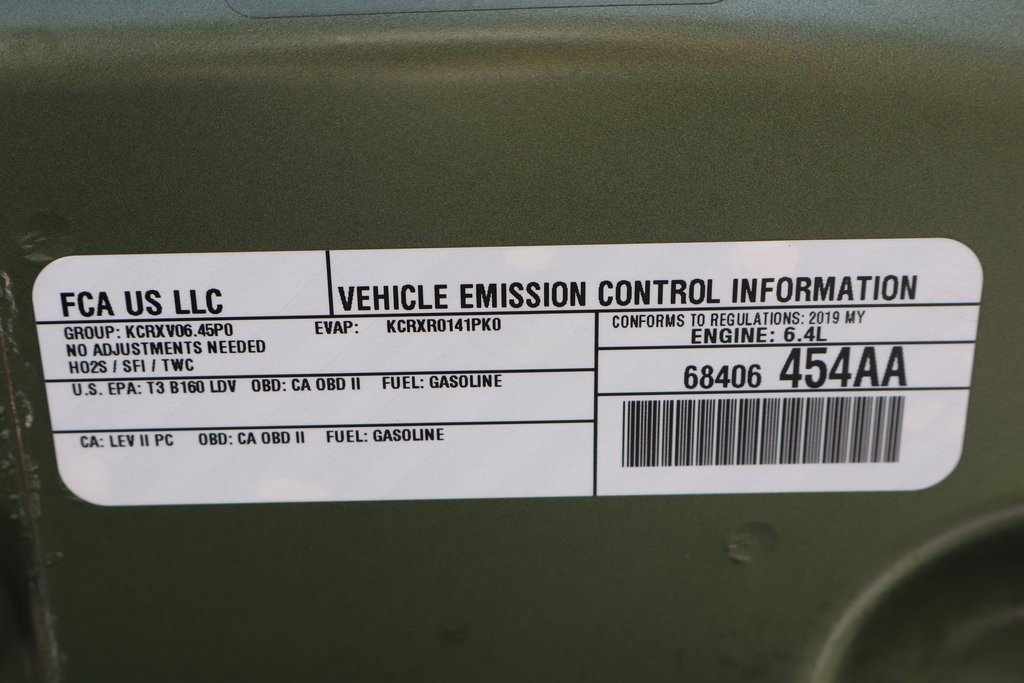 FCA US LLC
VEHICLE EMISSION CONTROL INFORMATION
GROUP: KCRXV06.45P0 EVAP: KCRXR0141PK0
NO ADJUSTMENTS NEEDED
HO2S / SFI / TWC
U.S. EPA: T3 B160 LDV OBD: CA OBD II FUEL: GASOLINE
CA: LEV II PC OBD: CA OBD II FUEL: GASOLINE
CONFORMS TO REGULATIONS: 2019 MY
ENGINE: 6.4L
68406 454AA